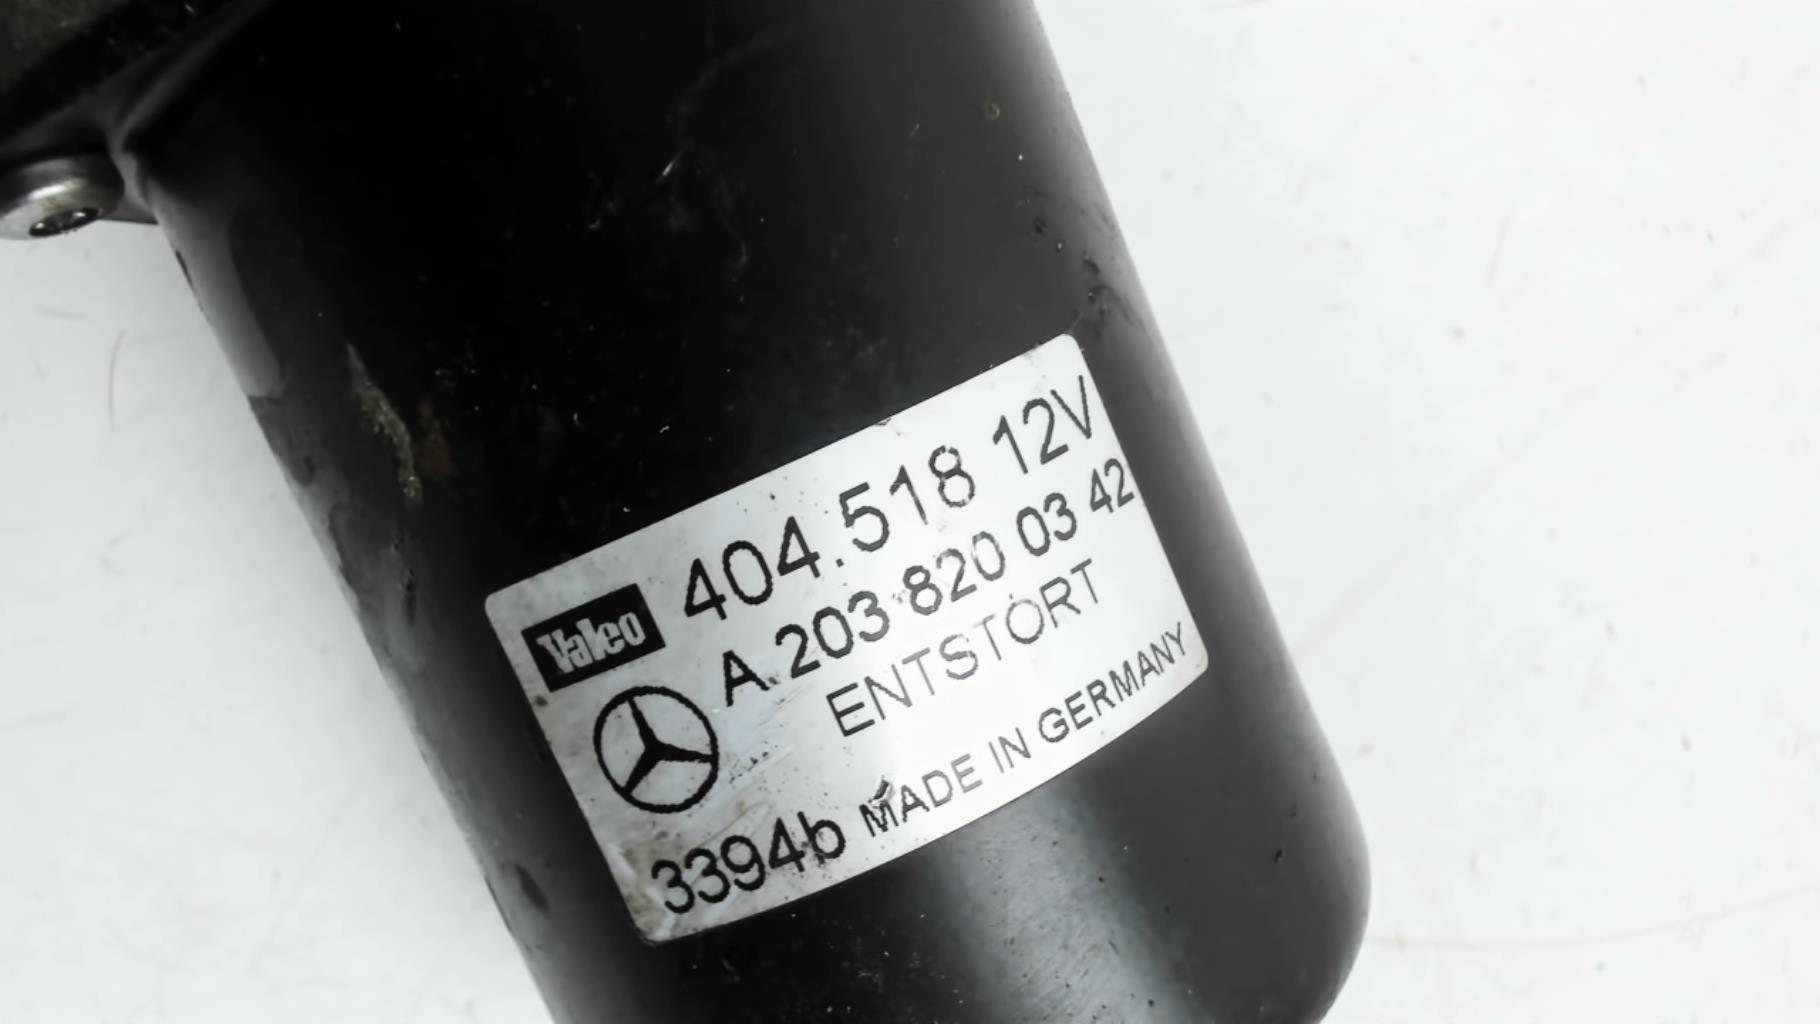 valeo 404.518 12V
A 203 820 03 42
ENTSTÖRT
3394b MADE IN GERMANY